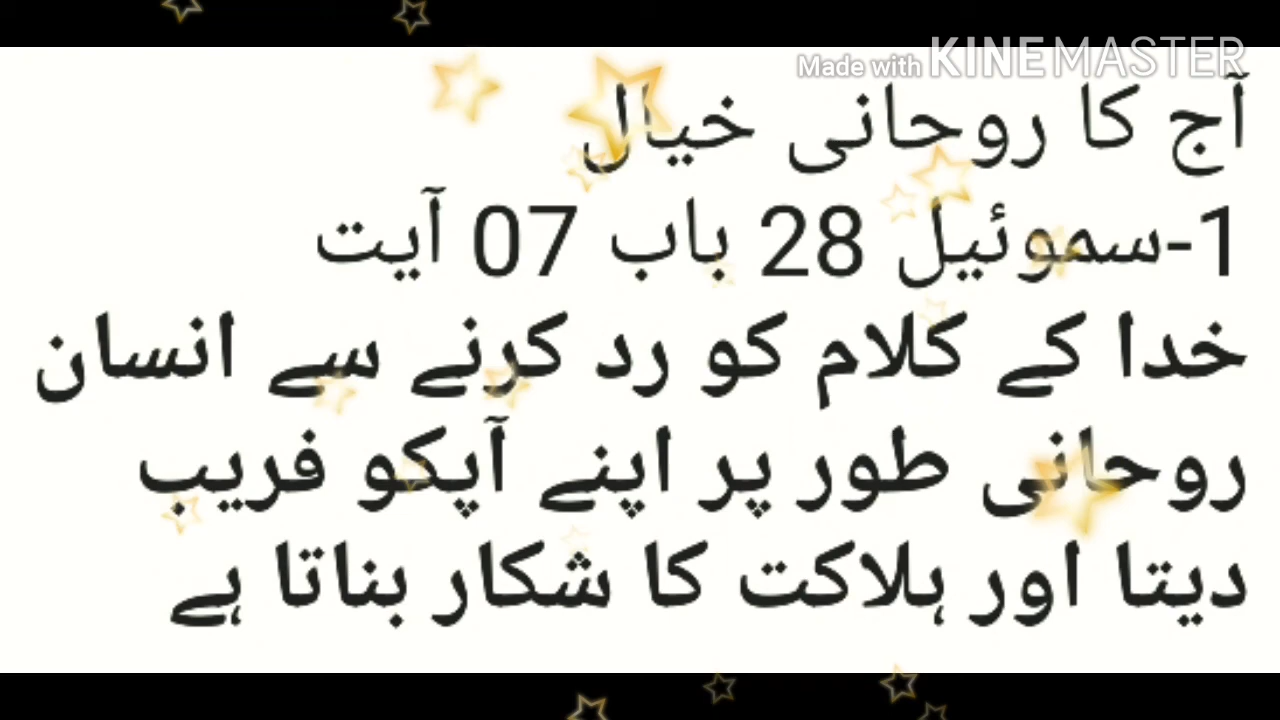 Made with KINEMASTER
آج کا روحانی خیال
1-سموئیل 28 باب 07 آیت
خدا کے کلام کو رد کرنے سے انسان
روحانی طور پر اپنے آپکو فریب
دیتا اور ہلاکت کا شکار بناتا ہے